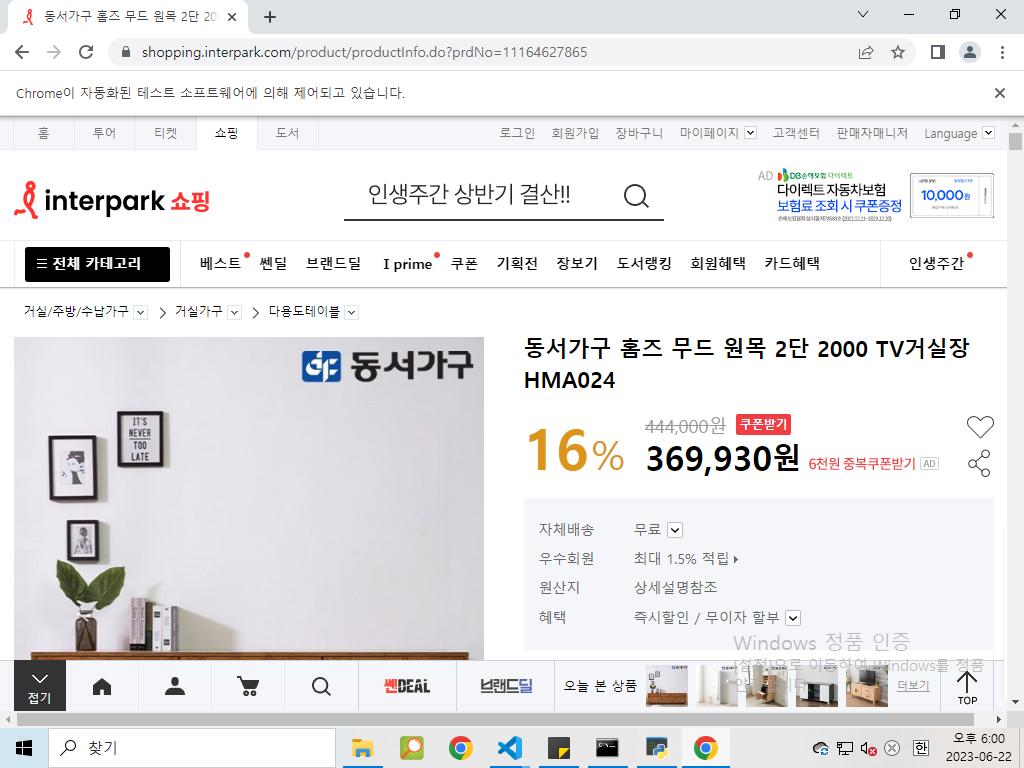 동서가구 홈즈 무드 원목 2단 20
shopping.interpark.com/product/productInfo.do?prdNo=11164627865
Chrome이 자동화된 테스트 소프트웨어에 의해 제어되고 있습니다.
홈 투어 티켓 쇼핑 도서 로그인 회원가입 장바구니 마이페이지 고객센터 판매자매니저 Language
interpark 쇼핑
인생주간 상반기 결산!!
AD DB손해보험 다이렉트
다이렉트 자동차보험
보험료 조회 시 쿠폰증정
10,000원
전체 카테고리 베스트 쎈딜 브랜드딜 I prime 쿠폰 기획전 장보기 도서랭킹 회원혜택 카드혜택 인생주간
거실/주방/수납가구 거실가구 다용도테이블
동서가구
IT'S
NEVER
TOO
LATE
동서가구 홈즈 무드 원목 2단 2000 TV거실장
HMA024
16%
444,000원 쿠폰받기
369,930원 6천원 중복쿠폰받기 AD
자체배송 무료
우수회원 최대 1.5% 적립
원산지 상세설명참조
혜택 즉시할인 / 무이자 할부
Windows 정품 인증
[설정]으로 이동하여 Windows를 정품
접기
쎈DEAL
브랜드딜
오늘 본 상품
더보기
TOP
찾기
한
오후 6:00
2023-06-22